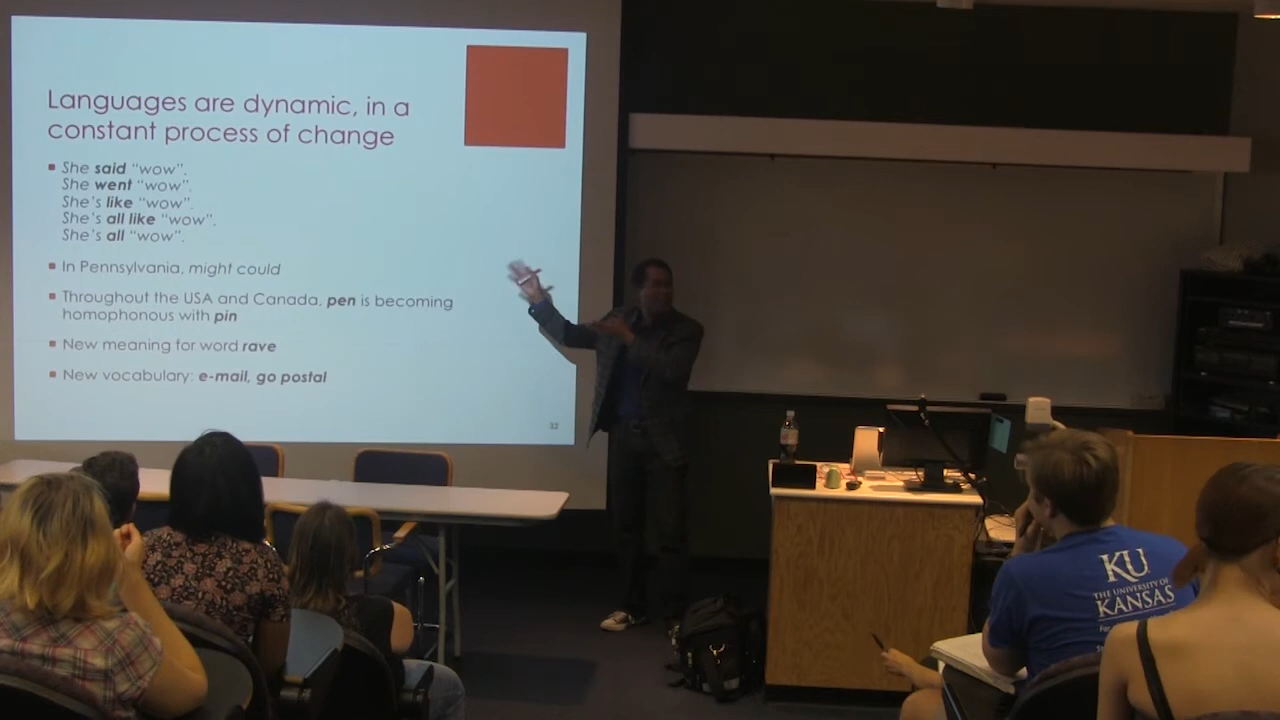 Languages are dynamic, in a
constant process of change
She said “wow”.
She went “wow”.
She's like “wow”.
She's all like “wow”.
She's all “wow”.
In Pennsylvania, might could
Throughout the USA and Canada, pen is becoming
homophonous with pin
New meaning for word rave
New vocabulary: e-mail, go postal
32
KU
THE UNIVERSITY OF
KANSAS